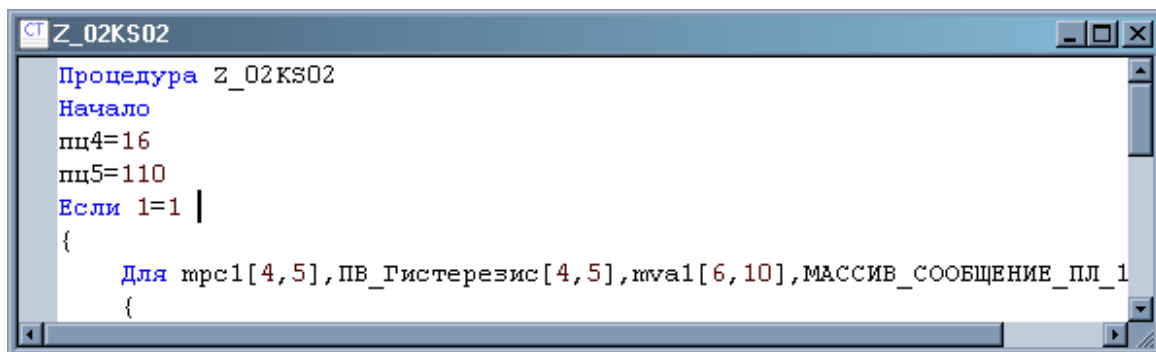 CT Z_02KS02
Процедура Z_02KS02
Начало
пц4=16
пц5=110
Если 1=1
{
Для mpc1[4,5],ПВ_Гистерезис[4,5],mva1[6,10],МАССИВ_СООБЩЕНИЕ_ПЛ_1
{